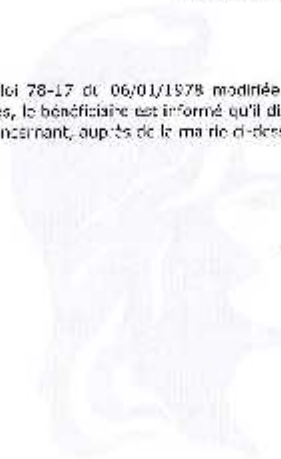 loi 78-17 du 06/01/1978 modifiée
es, le bénéficiaire est informé qu'il di
ncernant, auprès de la mairie ci-dess